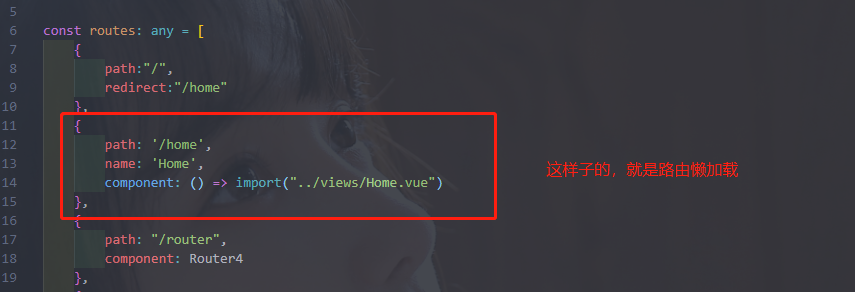 5
6 const routes: any = [
7 {
8 path:"/",
9 redirect:"/home"
10 },
11 {
12 path: '/home',
13 name: 'Home',
14 component: () => import("../views/Home.vue")
15 },
16 {
17 path: "/router",
18 component: Router4
19 },
这样子的，就是路由懒加载